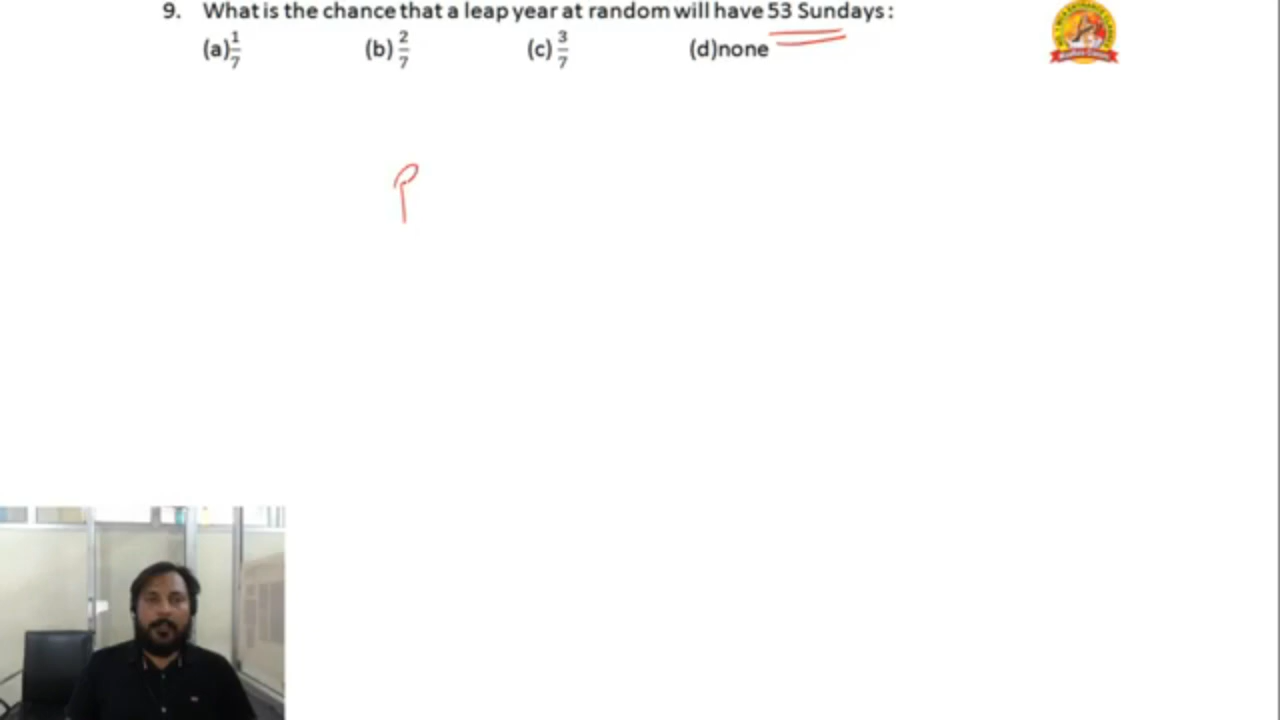 9. What is the chance that a leap year at random will have 53 Sundays :
(a) 1/7 (b) 2/7 (c) 3/7 (d)none
P